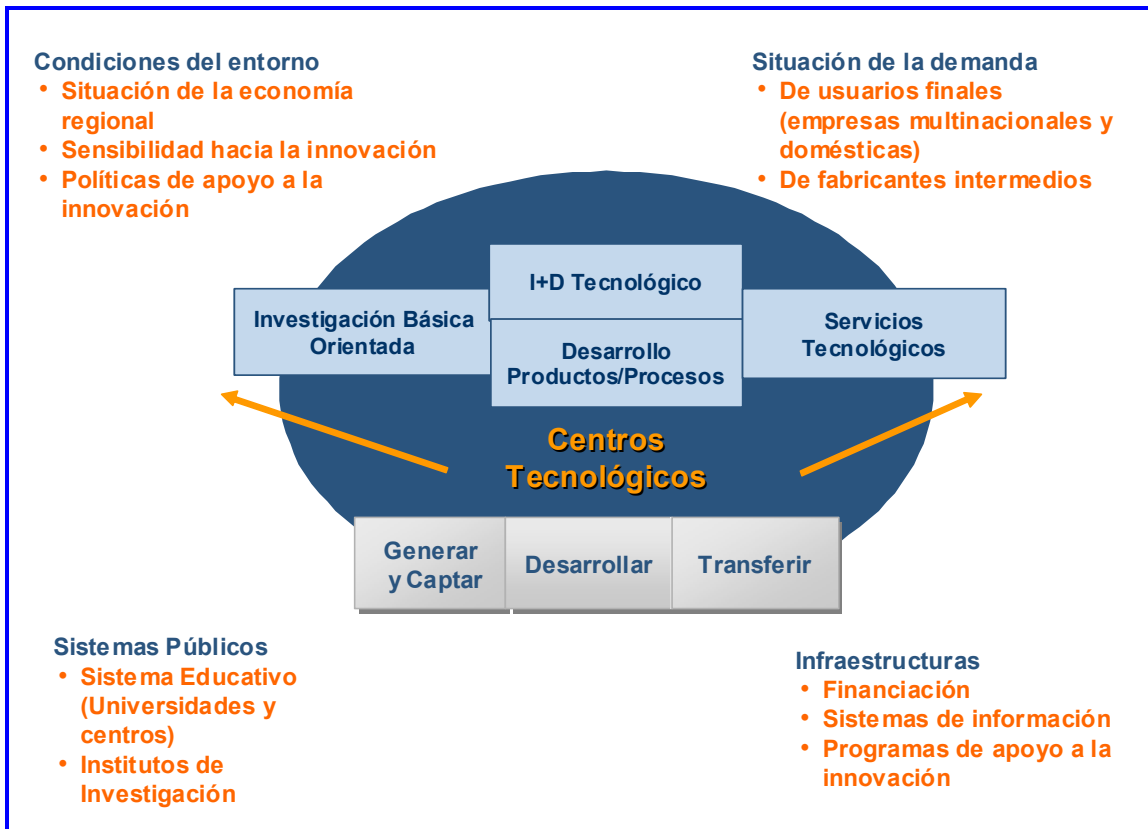 Condiciones del entorno
• Situación de la economía
regional
• Sensibilidad hacia la innovación
• Políticas de apoyo a la
innovación
Situación de la demanda
• De usuarios finales
(empresas multinacionales y
domésticas)
• De fabricantes intermedios
Investigación Básica
Orientada
I+D Tecnológico
Desarrollo
Productos/Procesos
Servicios
Tecnológicos
Centros
Tecnológicos
Generar
y Captar
Desarrollar
Transferir
Sistemas Públicos
• Sistema Educativo
(Universidades y
centros)
• Institutos de
Investigación
Infraestructuras
• Financiación
• Sistemas de información
• Programas de apoyo a la
innovación